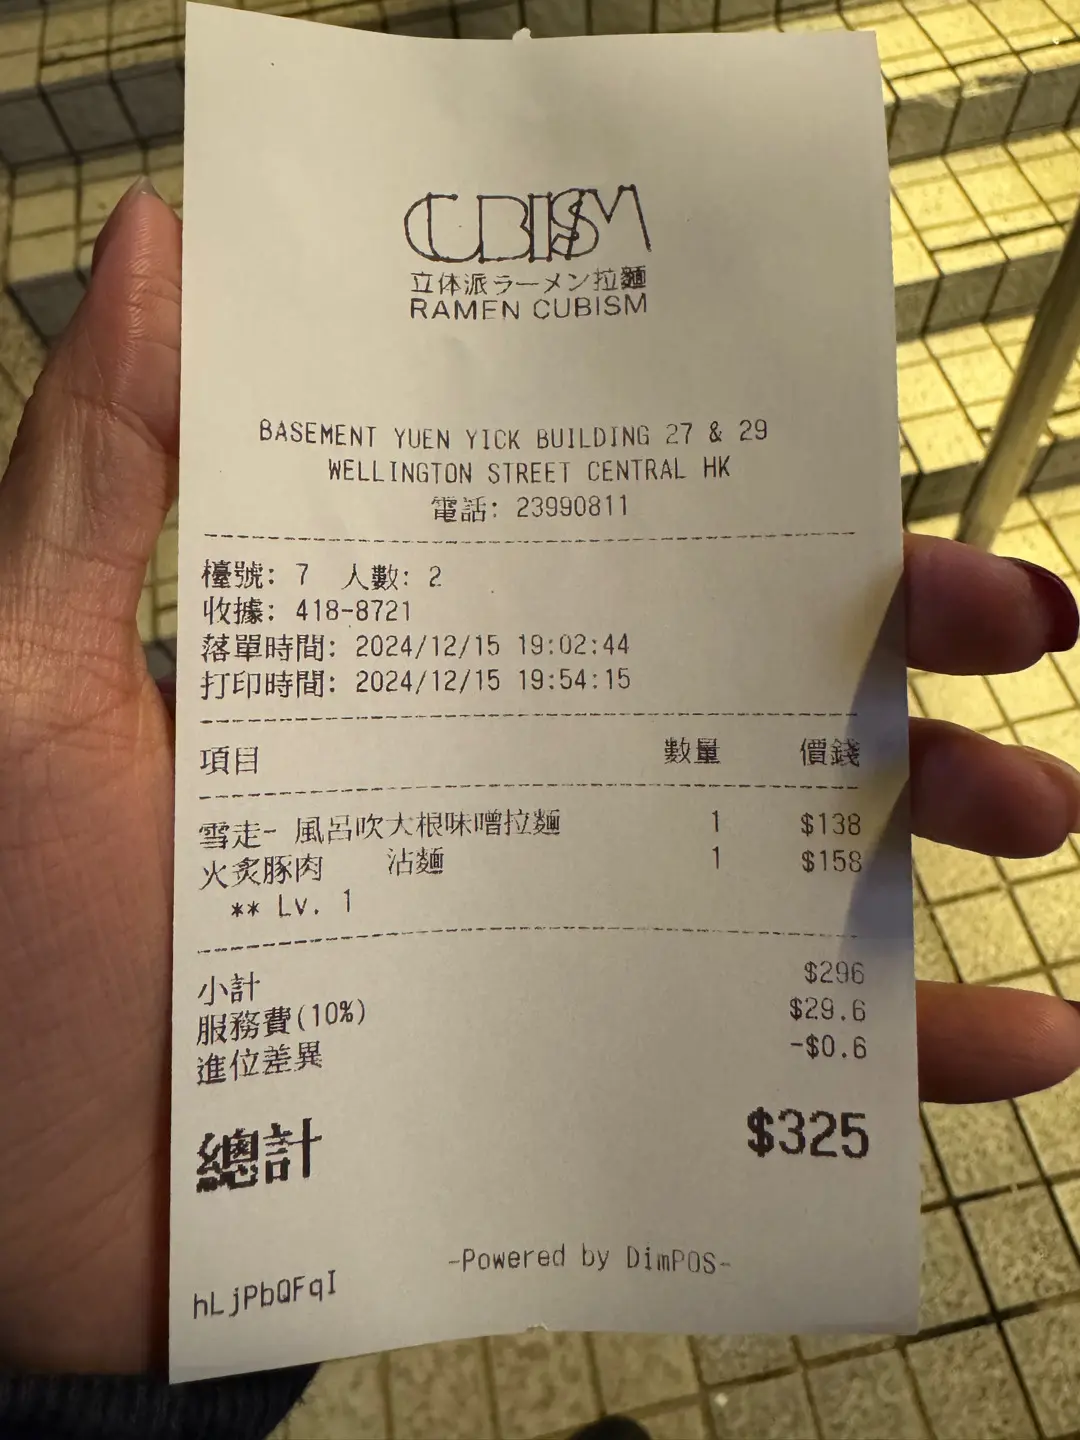 CUBISM
立体派ラーメン拉麵
RAMEN CUBISM
BASEMENT YUEN YICK BUILDING 27 & 29
WELLINGTON STREET CENTRAL HK
電話: 23990811
檯號: 7 人數: 2
收據: 418-8721
落單時間: 2024/12/15 19:02:44
打印時間: 2024/12/15 19:54:15
項目 數量 價錢
雪走- 風呂吹大根味噌拉麵 1 $138
火炙豚肉 沾麵 1 $158
** Lv. 1
小計 $296
服務費(10%) $29.6
進位差異 -$0.6
總計 $325
-Powered by DimPOS-
hLjPbQFqI